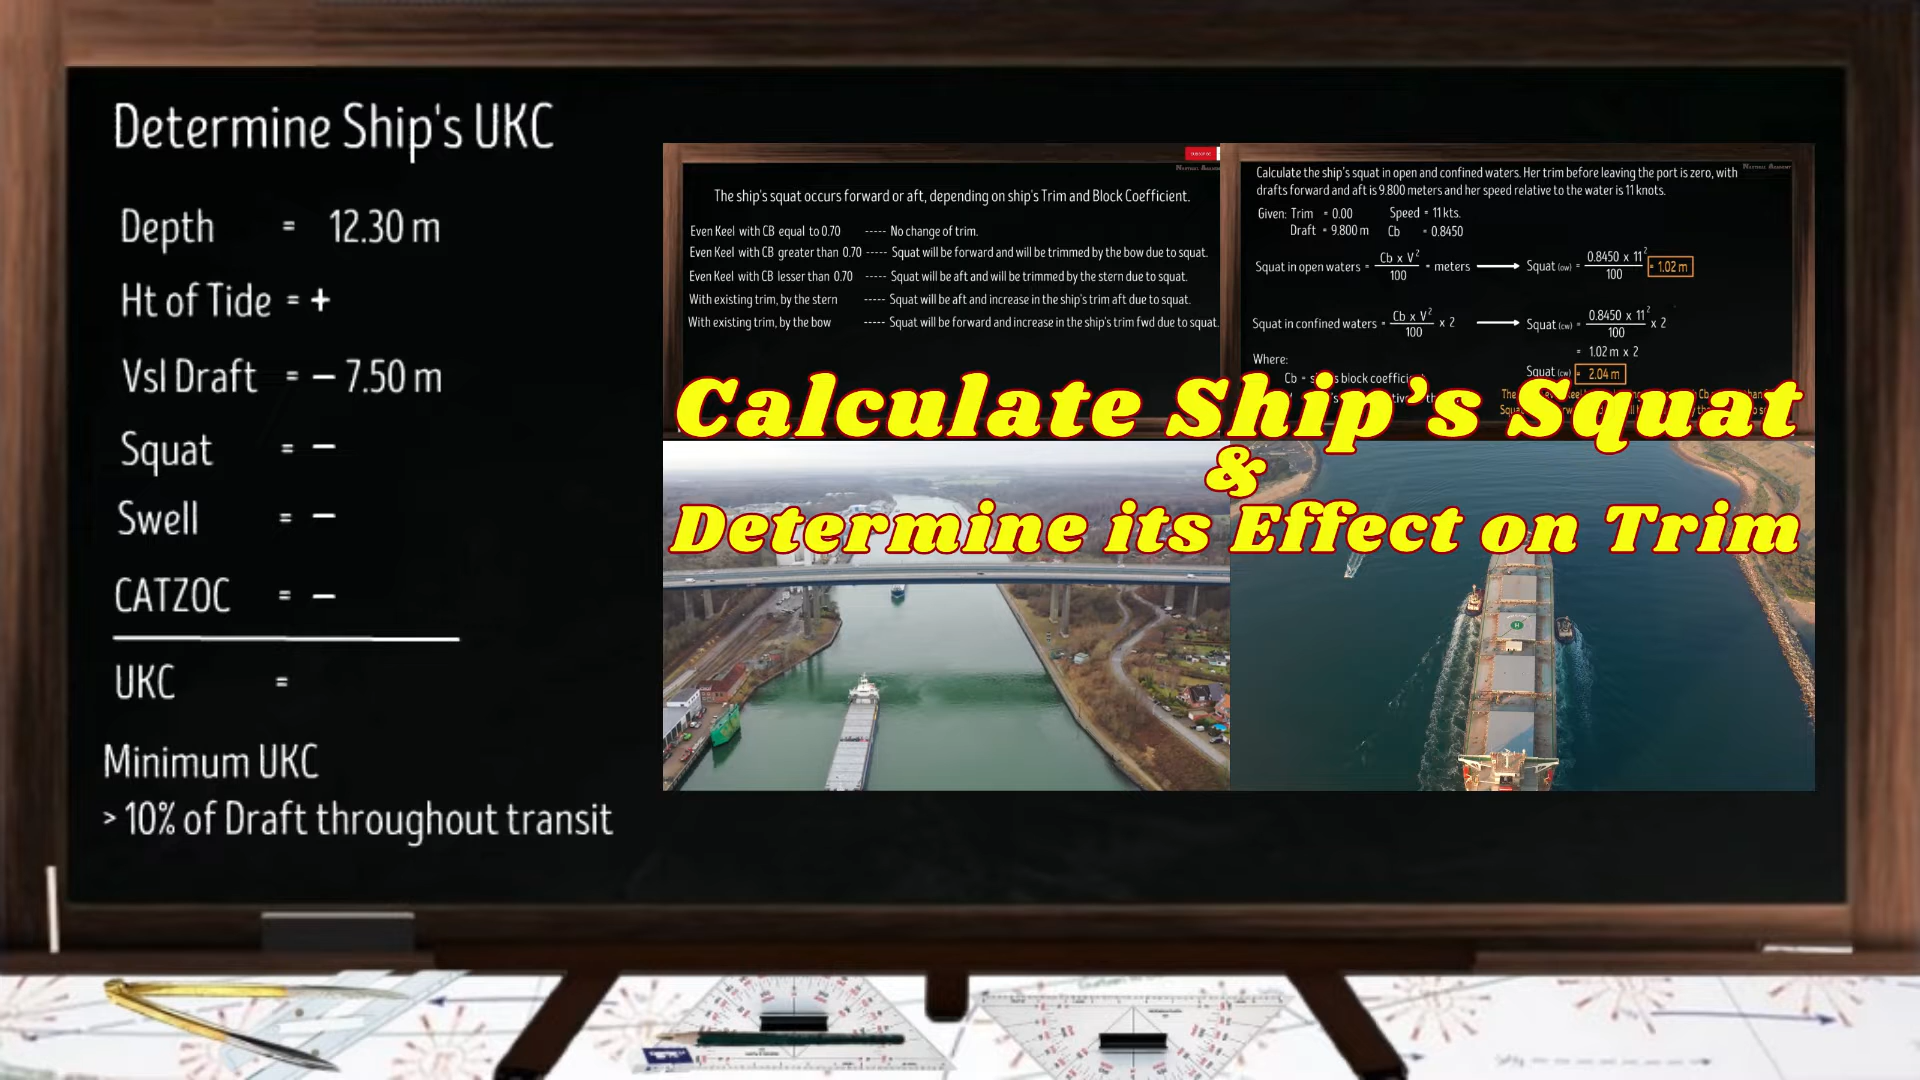 Determine Ship's UKC
Depth = 12.30 m
Ht of Tide = +
Vsl Draft = – 7.50 m
Squat = –
Swell = –
CATZOC = –
UKC =
Minimum UKC
> 10% of Draft throughout transit
The ship's squat occurs forward or aft, depending on ship's Trim and Block Coefficient.
Even Keel with CB equal to 0.70 ----- No change of trim.
Even Keel with CB greater than 0.70 ----- Squat will be forward and will be trimmed by the bow due to squat.
Even Keel with CB lesser than 0.70 ----- Squat will be aft and will be trimmed by the stern due to squat.
With existing trim, by the stern ----- Squat will be aft and increase in the ship's trim aft due to squat.
With existing trim, by the bow ----- Squat will be forward and increase in the ship's trim fwd due to squat.
Calculate the ship's squat in open and confined waters. Her trim before leaving the port is zero, with
drafts forward and aft is 9.800 meters and her speed relative to the water is 11 knots.
Given: Trim = 0.00 Speed = 11 kts.
Draft = 9.800 m Cb = 0.8450
Squat in open waters = Cb x V² / 100 = meters Squat (ow) = 0.8450 x 11² / 100 = 1.02 m
Squat in confined waters = Cb x V² / 100 x 2 Squat (cw) = 0.8450 x 11² / 100 x 2
= 1.02 m x 2
Where: Squat (cw) = 2.04 m
Cb = block
Calculate Ship's Squat
&
Determine its Effect on Trim